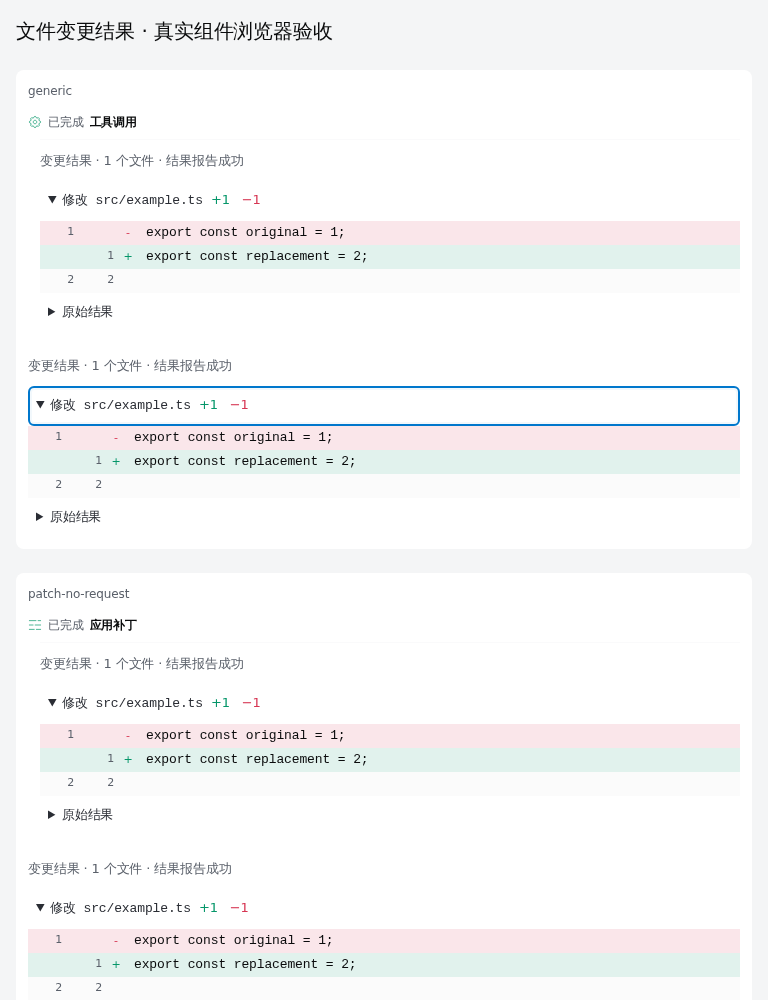 文件变更结果 · 真实组件浏览器验收
generic
已完成 工具调用
变更结果 · 1 个文件 · 结果报告成功
▼ 修改 src/example.ts +1 −1
1 - export const original = 1;
1 + export const replacement = 2;
2 2
▶ 原始结果
变更结果 · 1 个文件 · 结果报告成功
▼ 修改 src/example.ts +1 −1
1 - export const original = 1;
1 + export const replacement = 2;
2 2
▶ 原始结果
patch-no-request
已完成 应用补丁
变更结果 · 1 个文件 · 结果报告成功
▼ 修改 src/example.ts +1 −1
1 - export const original = 1;
1 + export const replacement = 2;
2 2
▶ 原始结果
变更结果 · 1 个文件 · 结果报告成功
▼ 修改 src/example.ts +1 −1
1 - export const original = 1;
1 + export const replacement = 2;
2 2